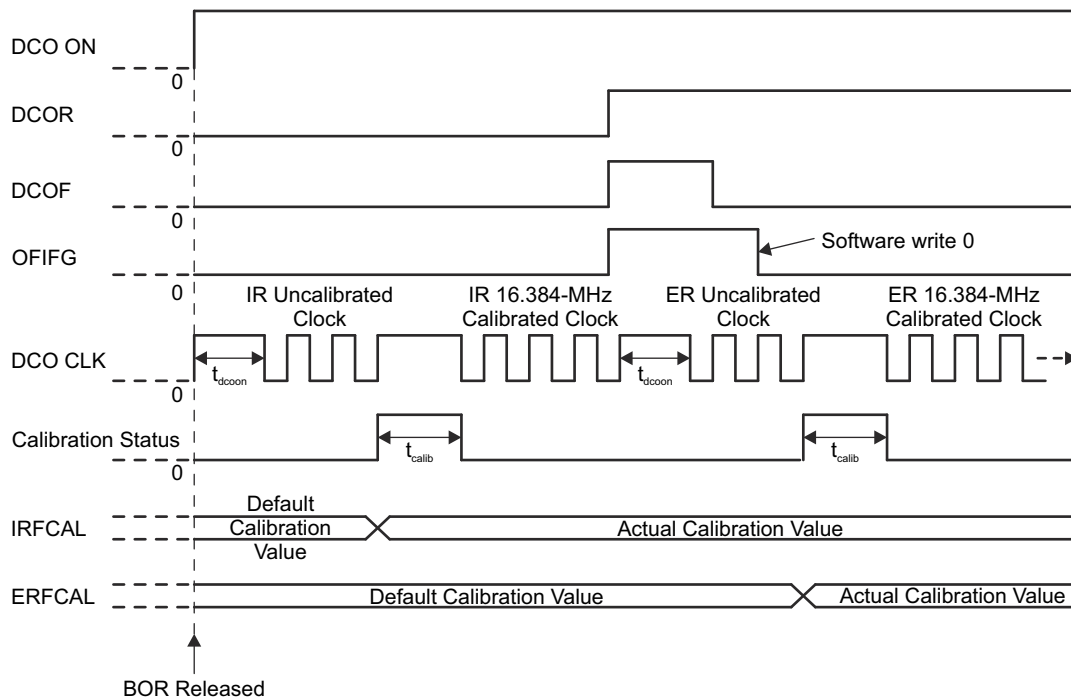 DCO ON
0
DCOR
0
DCOF
0
OFIFG
0
Software write 0
IR Uncalibrated
Clock
IR 16.384-MHz
Calibrated Clock
ER Uncalibrated
Clock
ER 16.384-MHz
Calibrated Clock
DCO CLK
0
tdcoon
tdcoon
Calibration Status
0
tcalib
tcalib
IRFCAL
Default
Calibration
Value
Actual Calibration Value
ERFCAL
Default Calibration Value
Actual Calibration Value
BOR Released